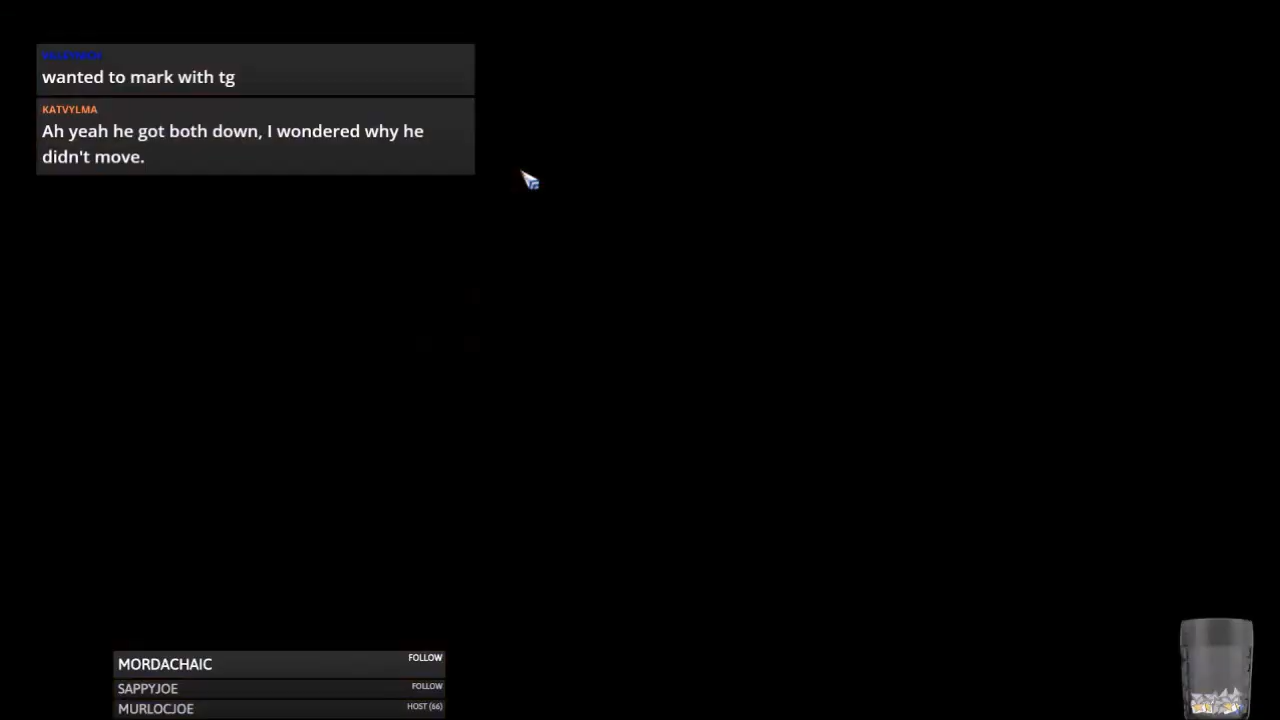 wanted to mark with tg
KATVYLMA
Ah yeah he got both down, I wondered why he
didn't move.
MORDACHAIC FOLLOW
SAPPYJOE FOLLOW
MURLOCJOE HOST (66)